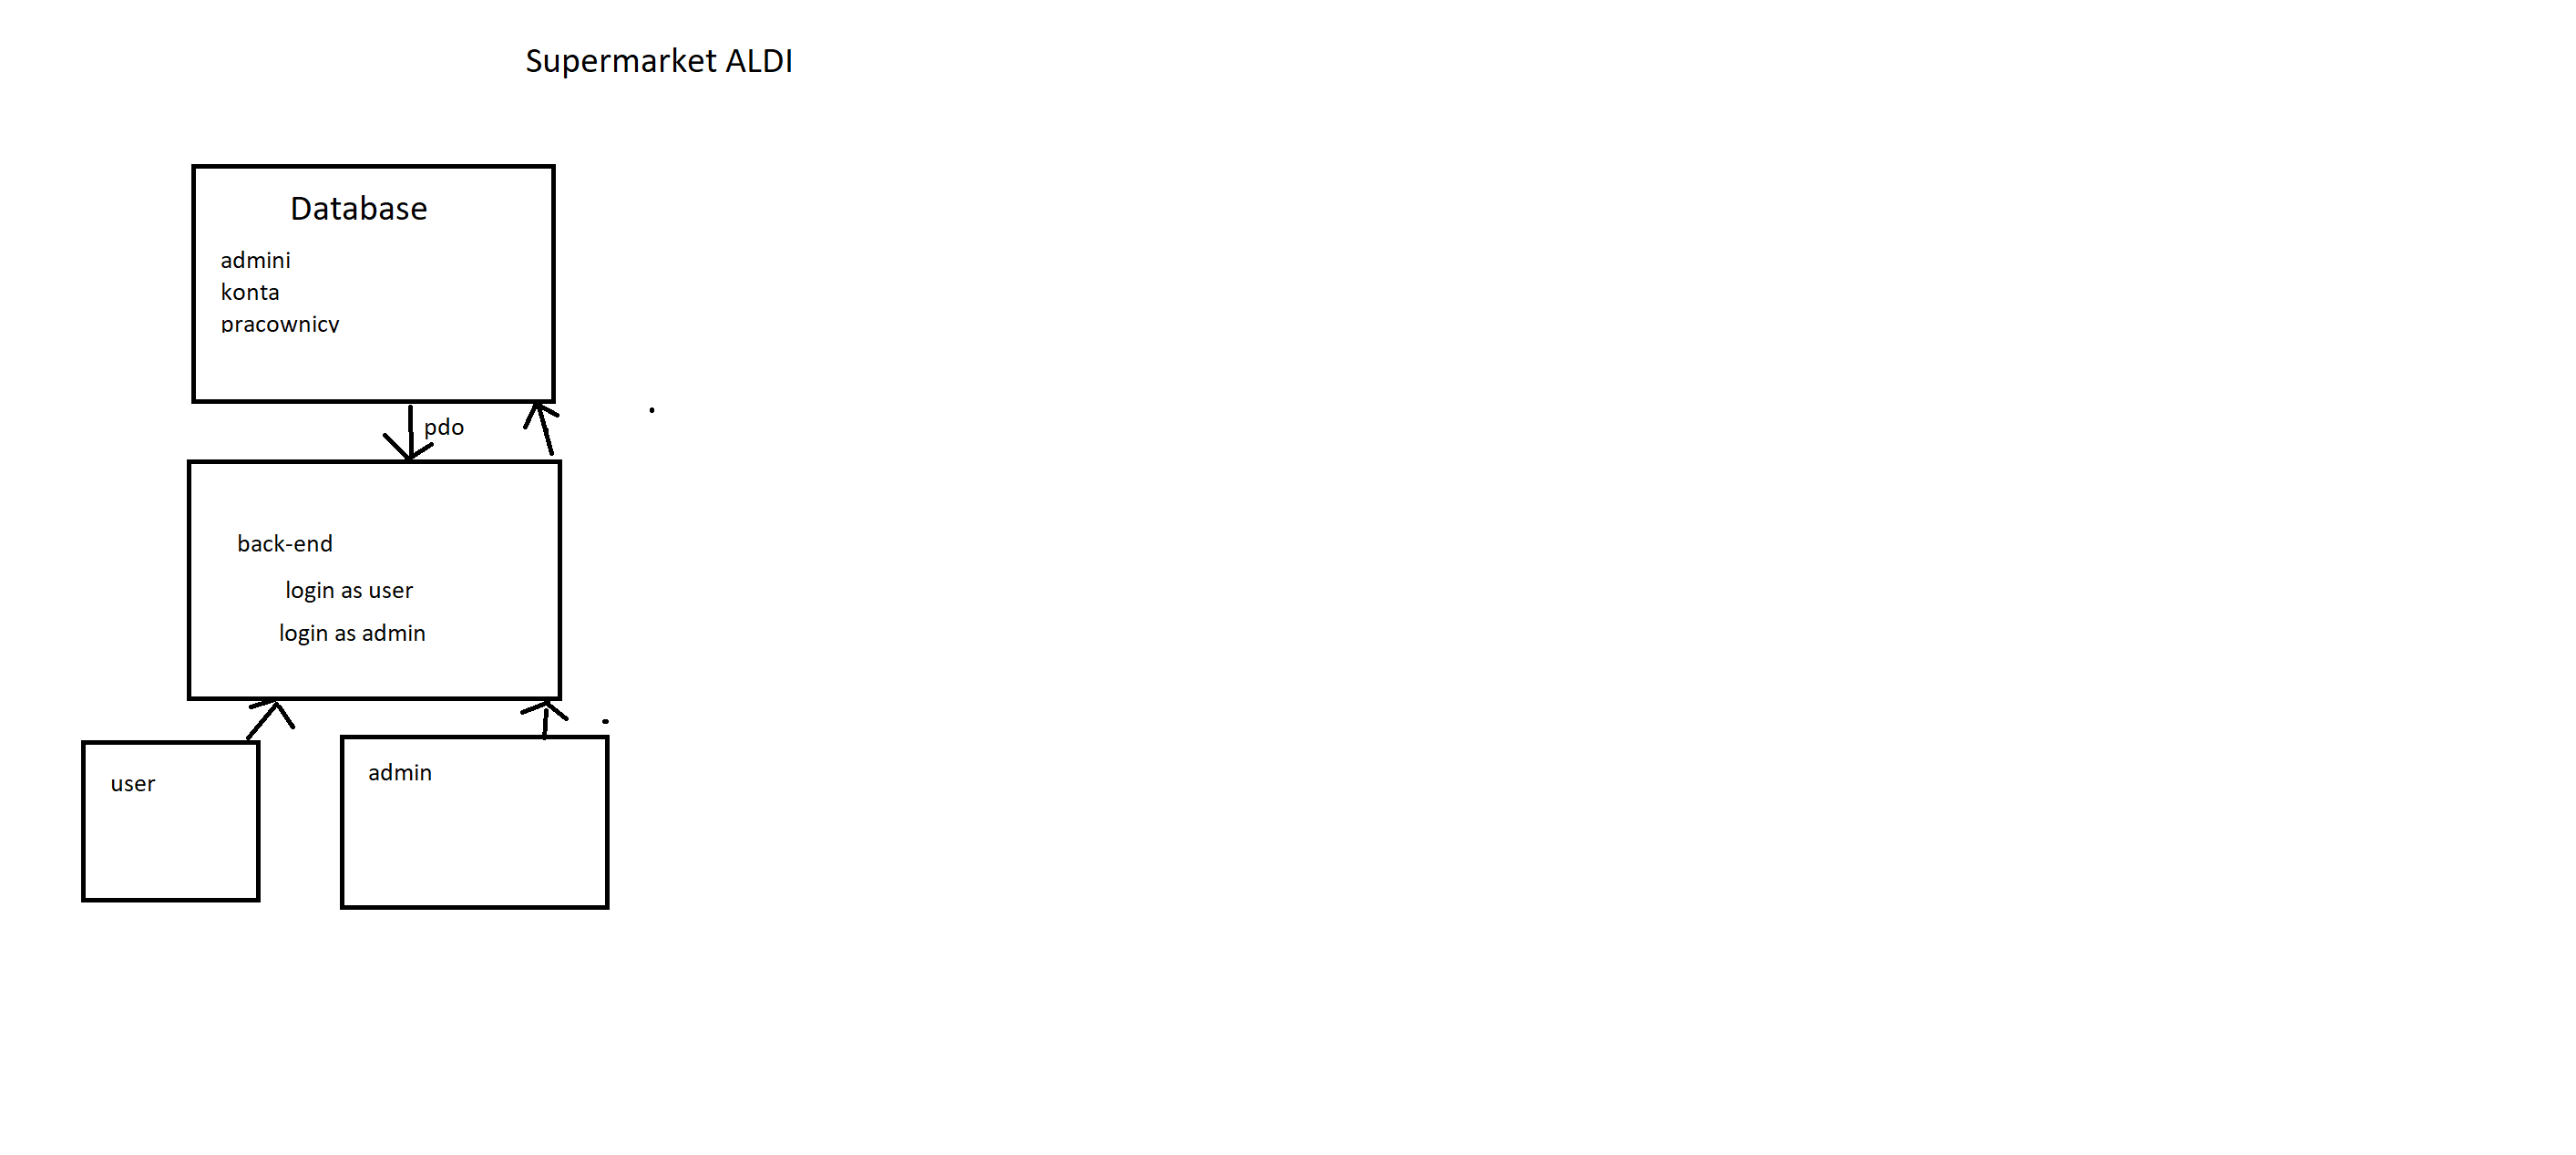 Supermarket ALDI
Database
admini
konta
pracownicy
pdo
back-end
login as user
login as admin
user
admin